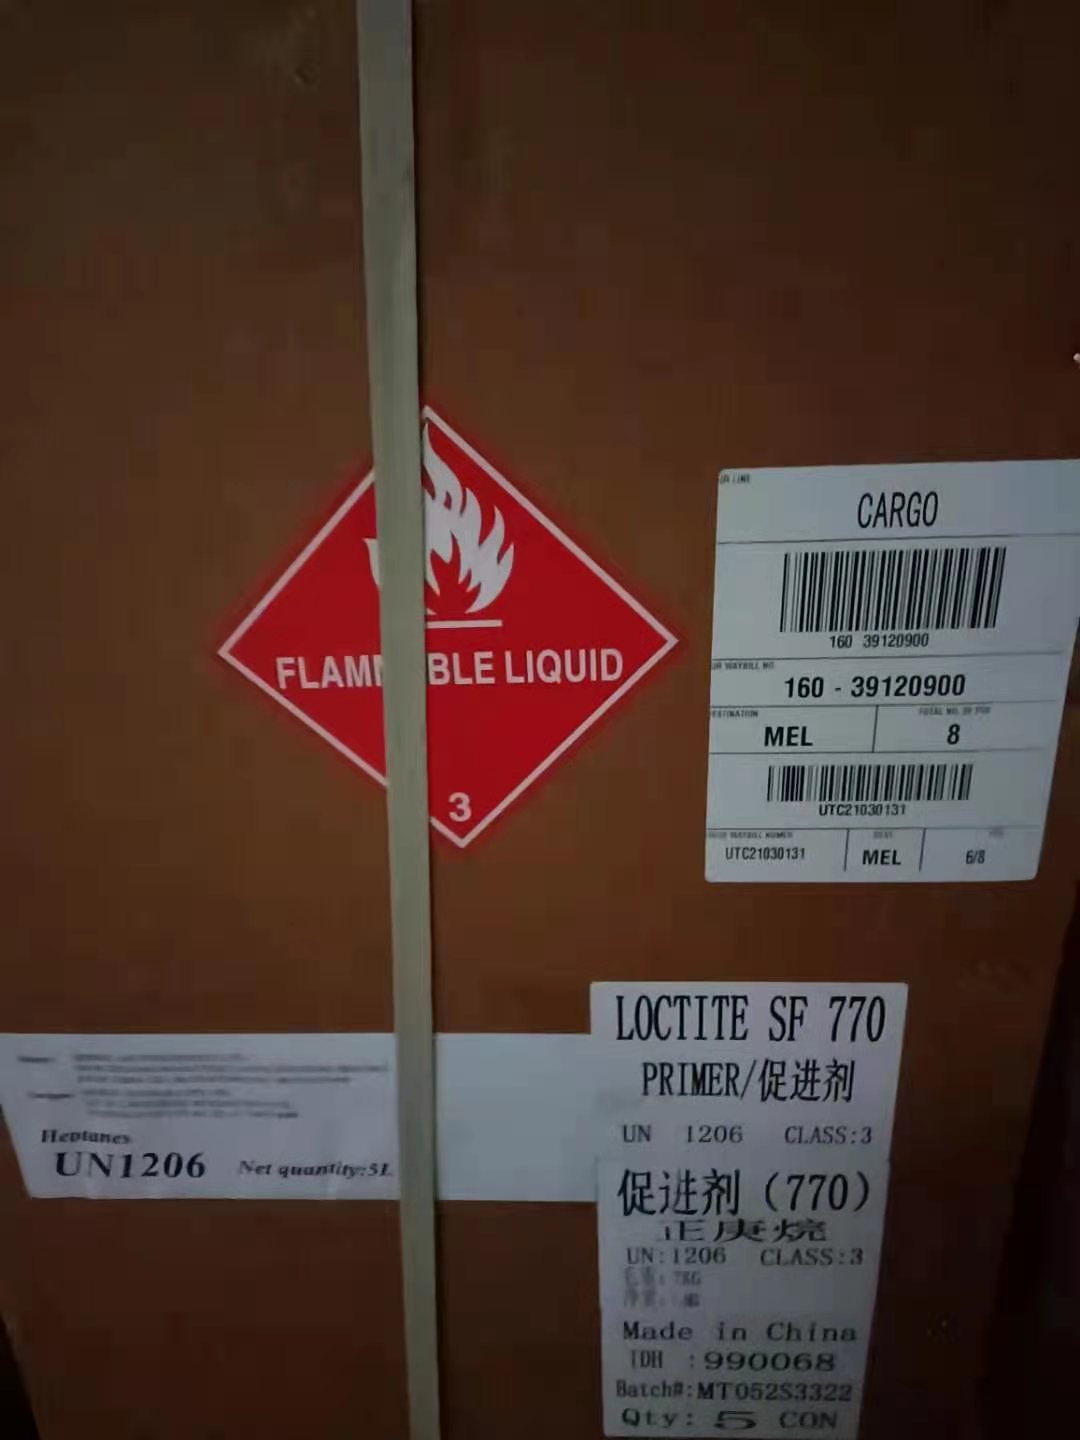 FLAMM BLE LIQUID
3
CARGO
160 39120900
160 - 39120900
MEL
8
UTC21030131
UTC21030131
MEL
6/8
Heptanes
UN1206 Net quantity:5L
LOCTITE SF 770
PRIMER/促进剂
UN 1206 CLASS:3
促进剂(770)
正庚烷
UN:1206 CLASS:3
Made in China
IDH :990068
Batch#:MT052S3322
Qty: 5 CON